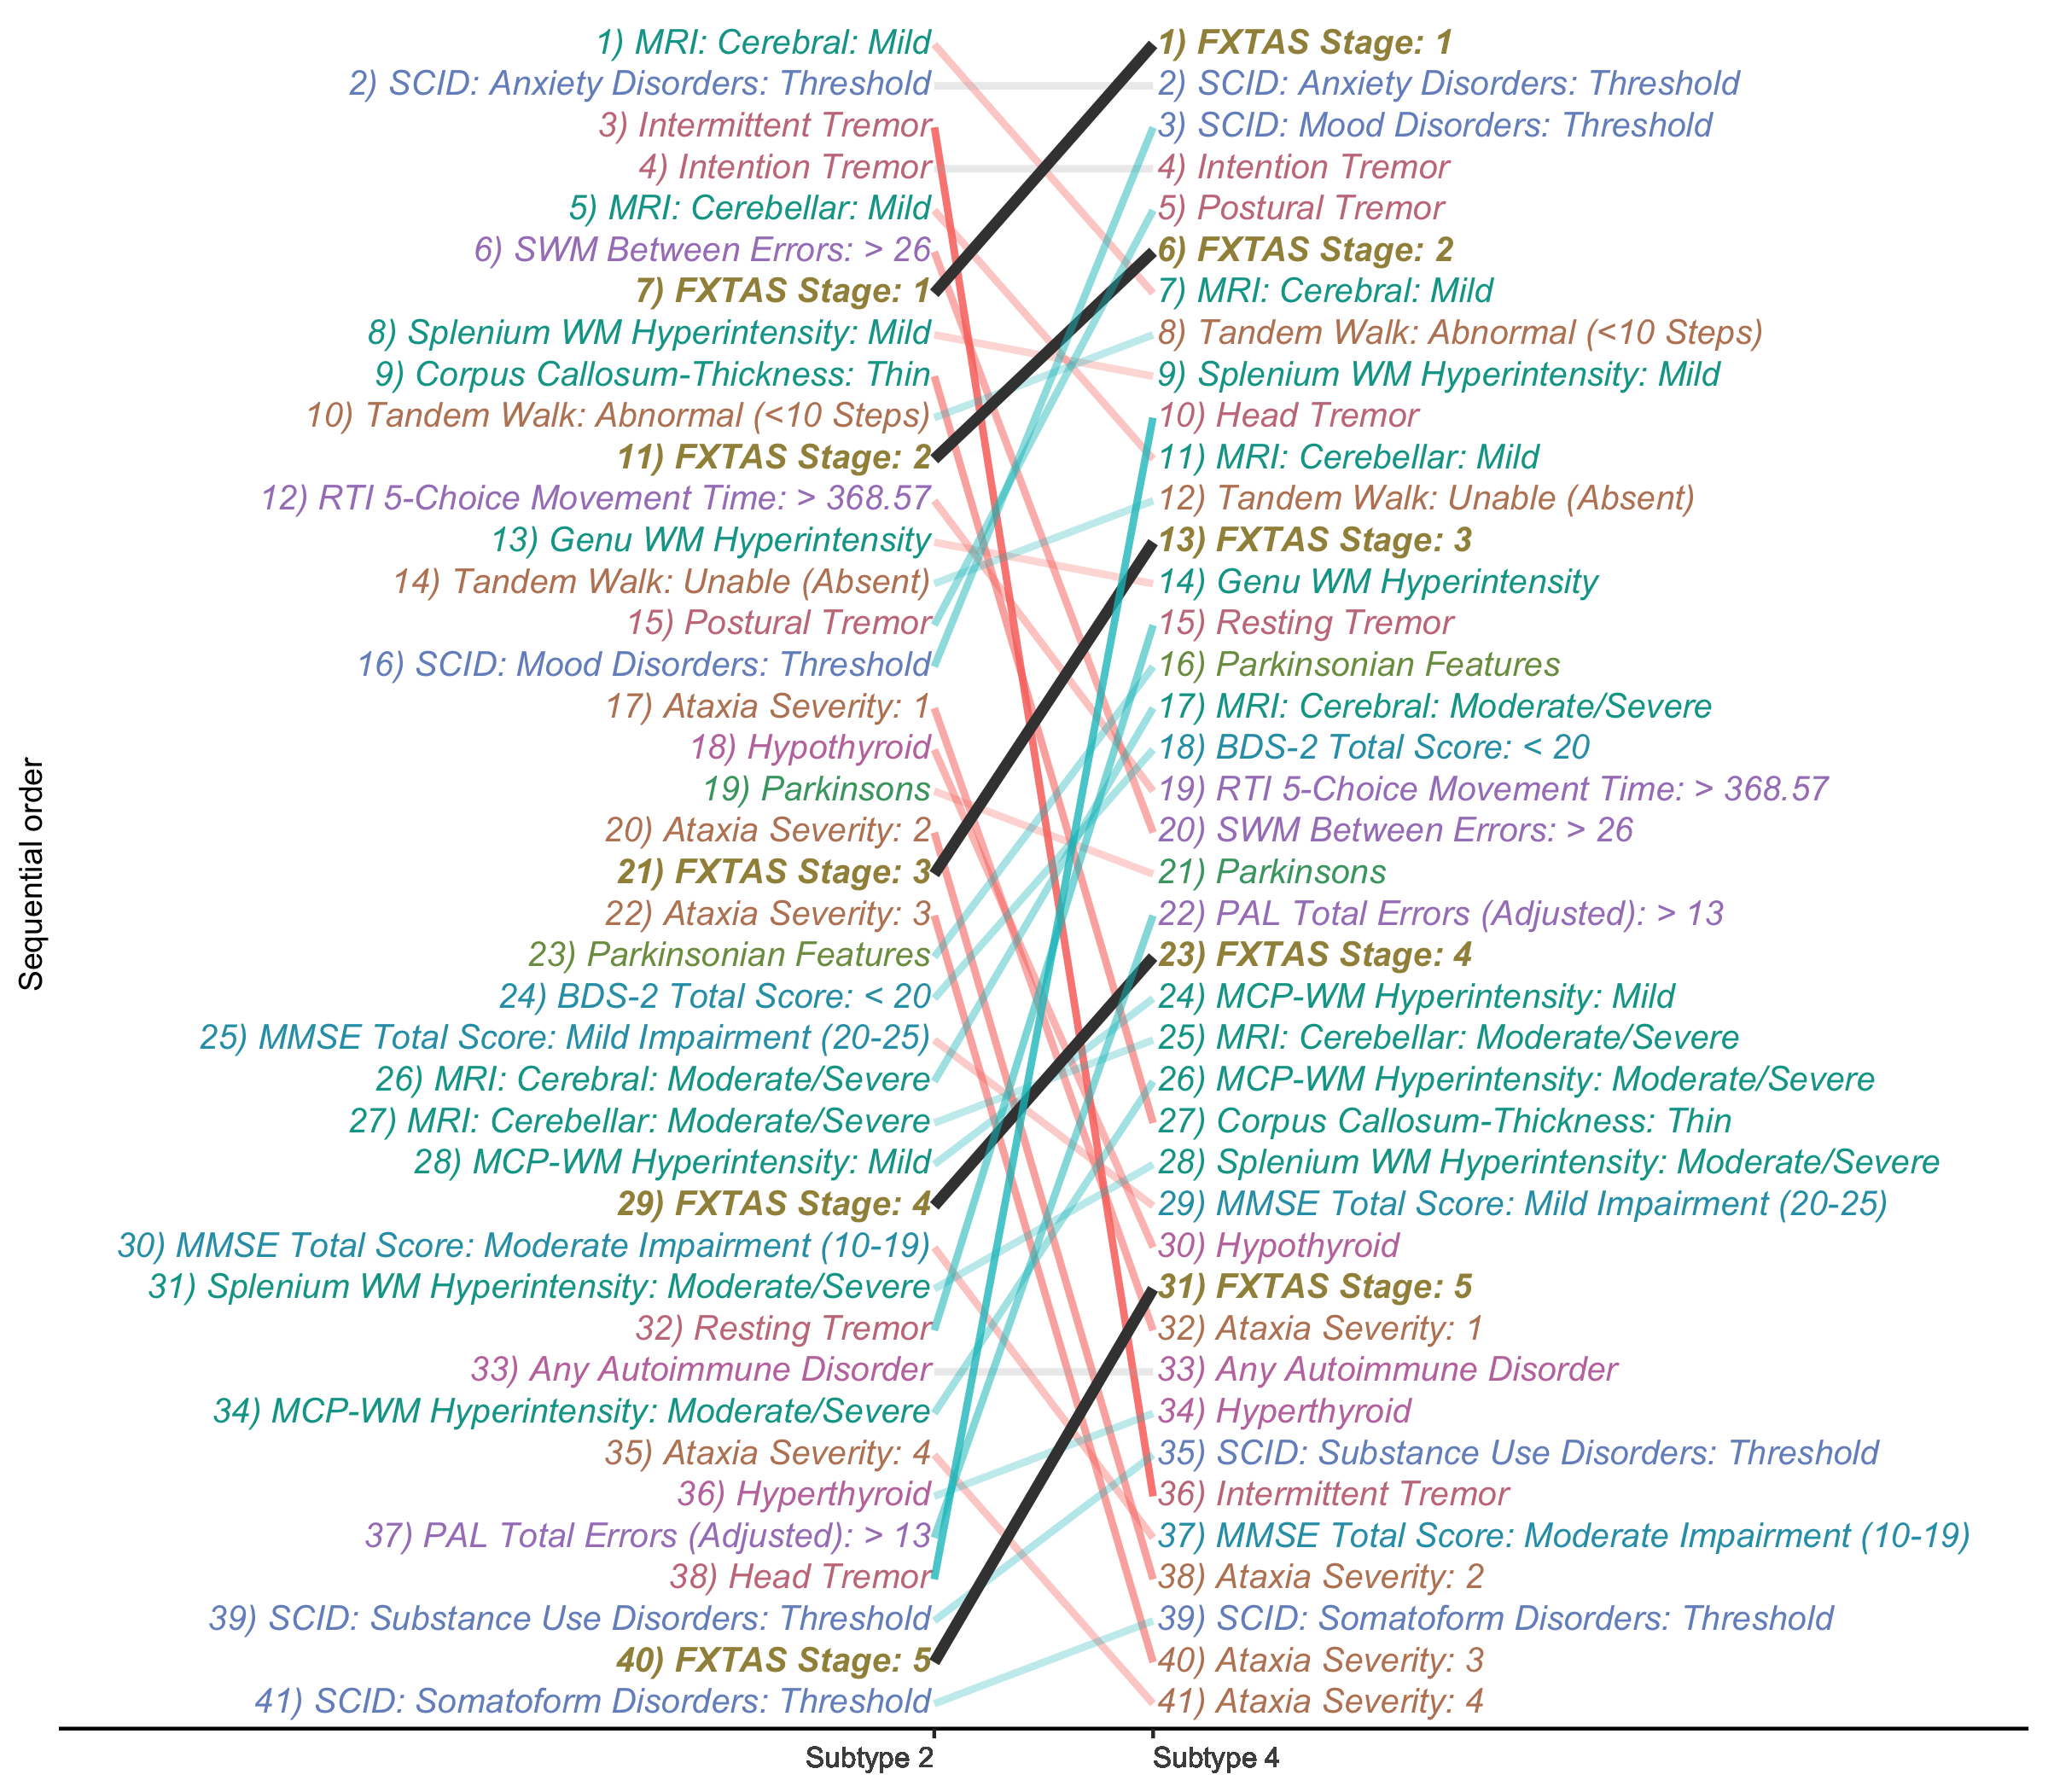 Sequential order
1) MRI: Cerebral: Mild
2) SCID: Anxiety Disorders: Threshold
3) Intermittent Tremor
4) Intention Tremor
5) MRI: Cerebellar: Mild
6) SWM Between Errors: > 26
7) FXTAS Stage: 1
8) Splenium WM Hyperintensity: Mild
9) Corpus Callosum-Thickness: Thin
10) Tandem Walk: Abnormal (<10 Steps)
11) FXTAS Stage: 2
12) RTI 5-Choice Movement Time: > 368.57
13) Genu WM Hyperintensity
14) Tandem Walk: Unable (Absent)
15) Postural Tremor
16) SCID: Mood Disorders: Threshold
17) Ataxia Severity: 1
18) Hypothyroid
19) Parkinsons
20) Ataxia Severity: 2
21) FXTAS Stage: 3
22) Ataxia Severity: 3
23) Parkinsonian Features
24) BDS-2 Total Score: < 20
25) MMSE Total Score: Mild Impairment (20-25)
26) MRI: Cerebral: Moderate/Severe
27) MRI: Cerebellar: Moderate/Severe
28) MCP-WM Hyperintensity: Mild
29) FXTAS Stage: 4
30) MMSE Total Score: Moderate Impairment (10-19)
31) Splenium WM Hyperintensity: Moderate/Severe
32) Resting Tremor
33) Any Autoimmune Disorder
34) MCP-WM Hyperintensity: Moderate/Severe
35) Ataxia Severity: 4
36) Hyperthyroid
37) PAL Total Errors (Adjusted): > 13
38) Head Tremor
39) SCID: Substance Use Disorders: Threshold
40) FXTAS Stage: 5
41) SCID: Somatoform Disorders: Threshold
Subtype 2
1) FXTAS Stage: 1
2) SCID: Anxiety Disorders: Threshold
3) SCID: Mood Disorders: Threshold
4) Intention Tremor
5) Postural Tremor
6) FXTAS Stage: 2
7) MRI: Cerebral: Mild
8) Tandem Walk: Abnormal (<10 Steps)
9) Splenium WM Hyperintensity: Mild
10) Head Tremor
11) MRI: Cerebellar: Mild
12) Tandem Walk: Unable (Absent)
13) FXTAS Stage: 3
14) Genu WM Hyperintensity
15) Resting Tremor
16) Parkinsonian Features
17) MRI: Cerebral: Moderate/Severe
18) BDS-2 Total Score: < 20
19) RTI 5-Choice Movement Time: > 368.57
20) SWM Between Errors: > 26
21) Parkinsons
22) PAL Total Errors (Adjusted): > 13
23) FXTAS Stage: 4
24) MCP-WM Hyperintensity: Mild
25) MRI: Cerebellar: Moderate/Severe
26) MCP-WM Hyperintensity: Moderate/Severe
27) Corpus Callosum-Thickness: Thin
28) Splenium WM Hyperintensity: Moderate/Severe
29) MMSE Total Score: Mild Impairment (20-25)
30) Hypothyroid
31) FXTAS Stage: 5
32) Ataxia Severity: 1
33) Any Autoimmune Disorder
34) Hyperthyroid
35) SCID: Substance Use Disorders: Threshold
36) Intermittent Tremor
37) MMSE Total Score: Moderate Impairment (10-19)
38) Ataxia Severity: 2
39) SCID: Somatoform Disorders: Threshold
40) Ataxia Severity: 3
41) Ataxia Severity: 4
Subtype 4